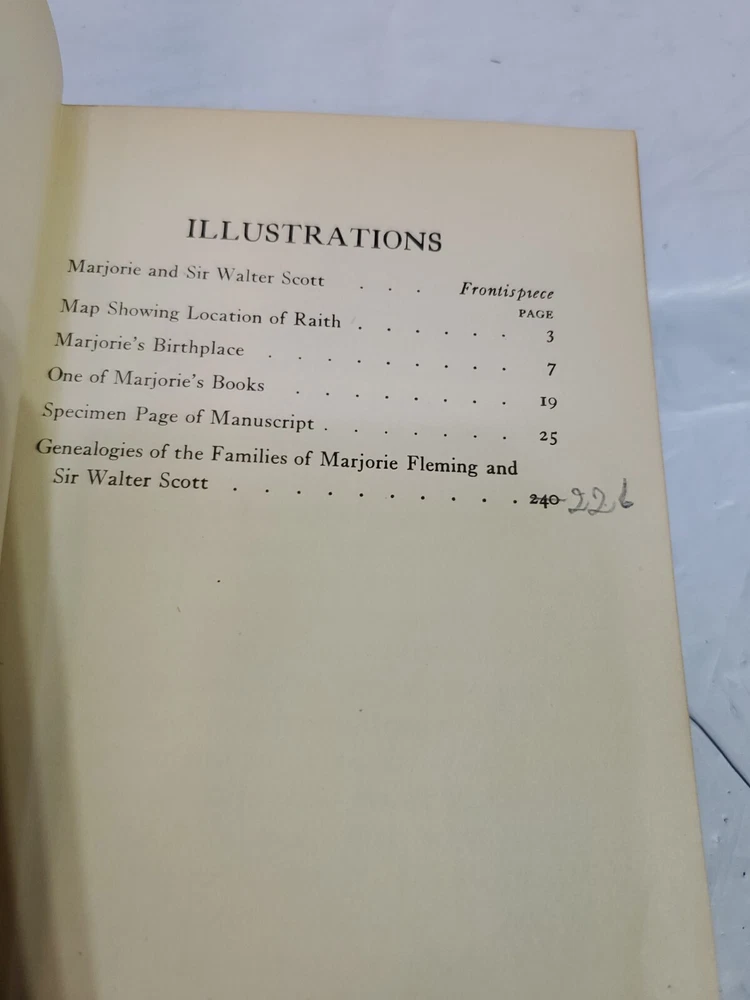 ILLUSTRATIONS
Marjorie and Sir Walter Scott . . . Frontispiece
PAGE
Map Showing Location of Raith . . . . . . 3
Marjorie's Birthplace . . . . . . . . 7
One of Marjorie's Books . . . . . . . . 19
Specimen Page of Manuscript . . . . . . . 25
Genealogies of the Families of Marjorie Fleming and
Sir Walter Scott . . . . . . . . . . 240 226